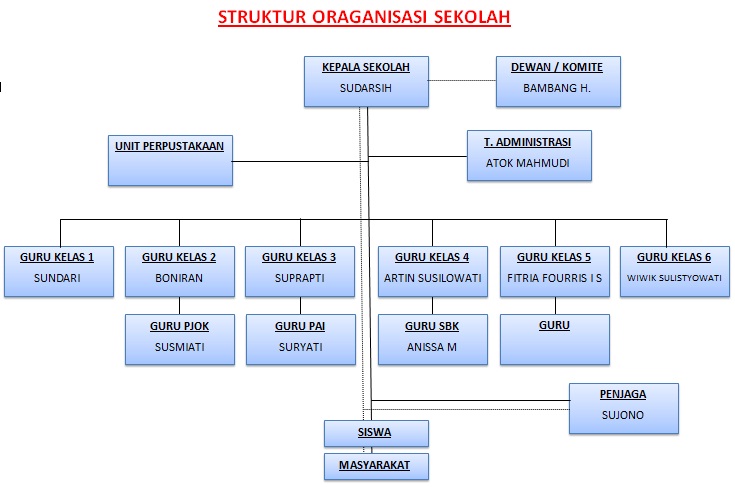 STRUKTUR ORAGANISASI SEKOLAH
KEPALA SEKOLAH
SUDARSIH
DEWAN / KOMITE
BAMBANG H.
UNIT PERPUSTAKAAN
T. ADMINISTRASI
ATOK MAHMUDI
GURU KELAS 1
SUNDARI
GURU KELAS 2
BONIRAN
GURU KELAS 3
SUPRAPTI
GURU KELAS 4
ARTIN SUSILOWATI
GURU KELAS 5
FITRIA FOURRIS I S
GURU KELAS 6
WIWIK SULISTYOWATI
GURU PJOK
SUSMIATI
GURU PAI
SURYATI
GURU SBK
ANISSA M
GURU
PENJAGA
SUJONO
SISWA
MASYARAKAT